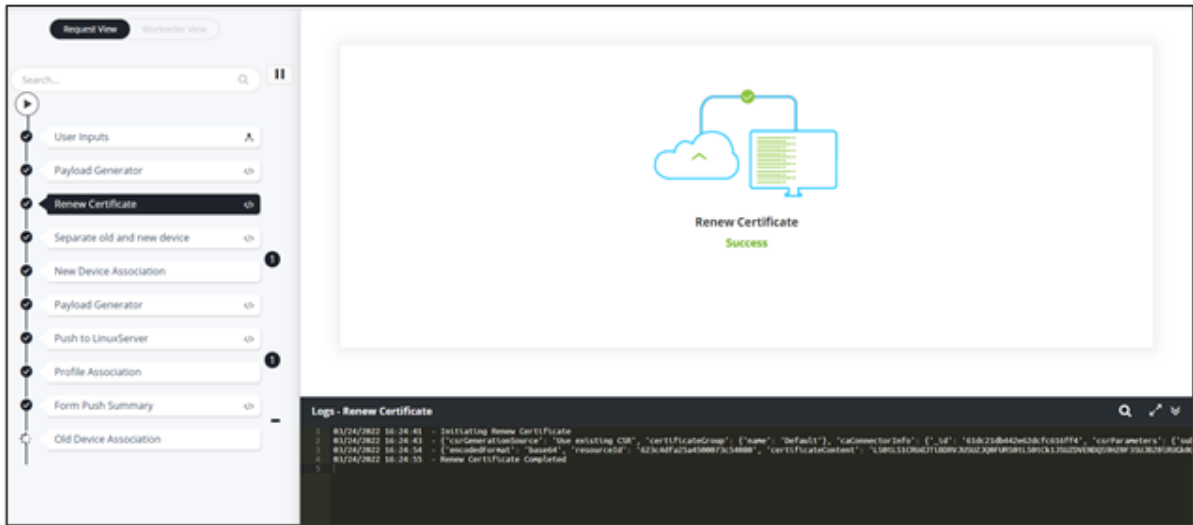 Request View Workorder View
Search...
User Inputs
Payload Generator
Renew Certificate
Separate old and new device
1
New Device Association
Payload Generator
Push to LinuxServer
1
Profile Association
Form Push Summary
Old Device Association
Renew Certificate
Success
Logs - Renew Certificate
1 03/24/2022 16:24:41 - Initiating Renew Certificate
2 03/24/2022 16:24:43 - {'csrGenerationSource': 'Use existing CSR', 'certificateGroup': {'name': 'Default'}, 'caConnectorInfo': {'_id': 'csrParameters': {'sub
3 03/24/2022 16:24:54 - {'encodedFormat': 'base64', 'resourceId': 'certificateContent':
4 03/24/2022 16:24:55 - Renew Certificate Completed
5